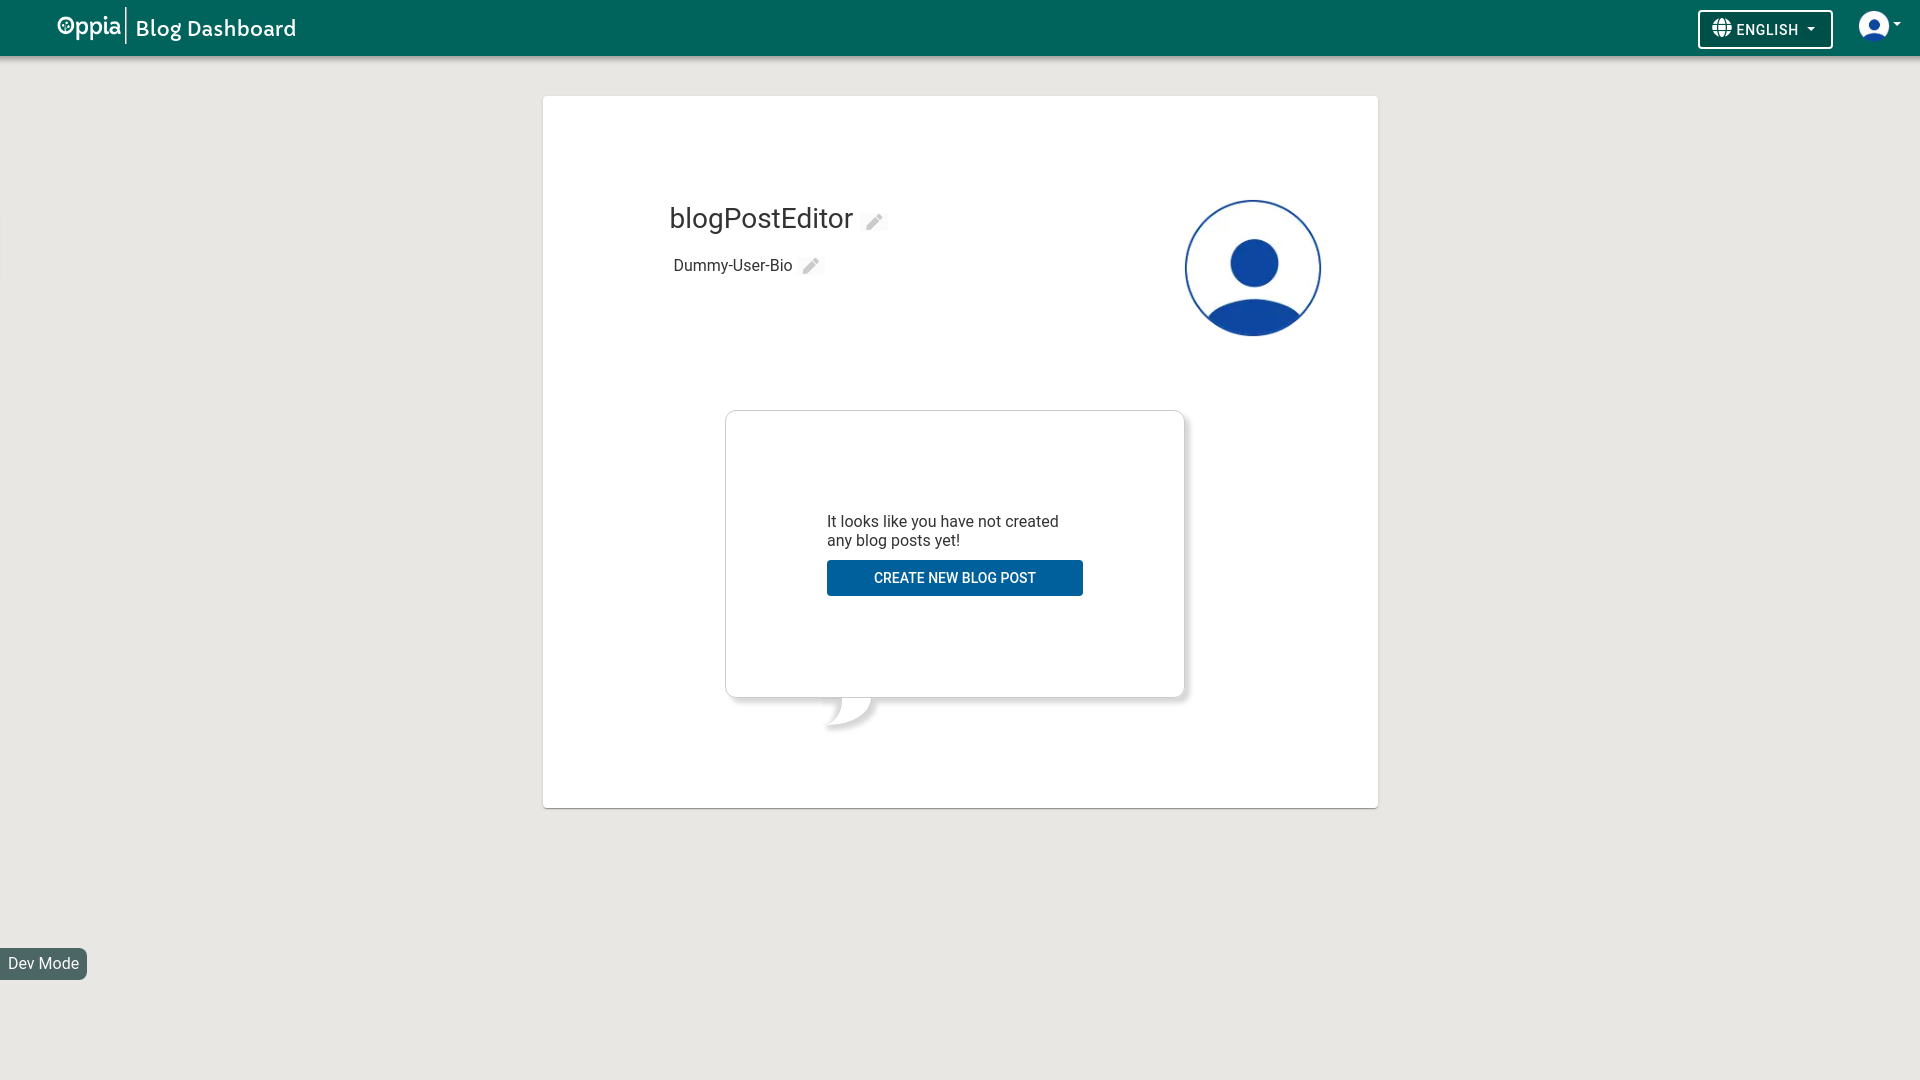 Oppia Blog Dashboard
ENGLISH
blogPostEditor
Dummy-User-Bio
It looks like you have not created
any blog posts yet!
CREATE NEW BLOG POST
Dev Mode